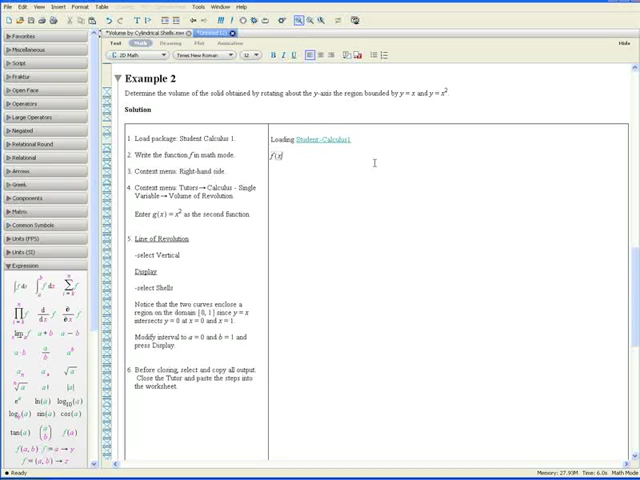 File Edit View Insert Format Table Tools Window Help
*Volume by Cylindrical Shells.mw
*Untitled (1)
Text Math Drawing Plot Animation Hide
2D Math Times New Roman 12
Favorites
Miscellaneous
Script
Fraktur
Open Face
Operators
Large Operators
Negated
Relational Round
Relational
Arrows
Greek
Components
Matrix
Common Symbols
Units (FPS)
Units (SI)
Expression
Example 2
Determine the volume of the solid obtained by rotating about the y-axis the region bounded by y = x and y = x².
Solution
1. Load package: Student Calculus 1.
2. Write the function f in math mode.
3. Context menu: Right-hand side.
4. Context menu: Tutors→ Calculus - Single
Variable→ Volume of Revolution.
Enter g(x) = x² as the second function.
5. Line of Revolution
-select Vertical
Display
-select Shells
Notice that the two curves enclose a
region on the domain [0, 1] since y = x
intersects y = 0 at x = 0 and x = 1.
Modify interval to a = 0 and b = 1 and
press Display.
6. Before closing, select and copy all output.
Close the Tutor and paste the steps into
the worksheet.
Loading Student:-Calculus1
f(x)
Ready
Memory: 27.93M Time: 6.0s Math Mode